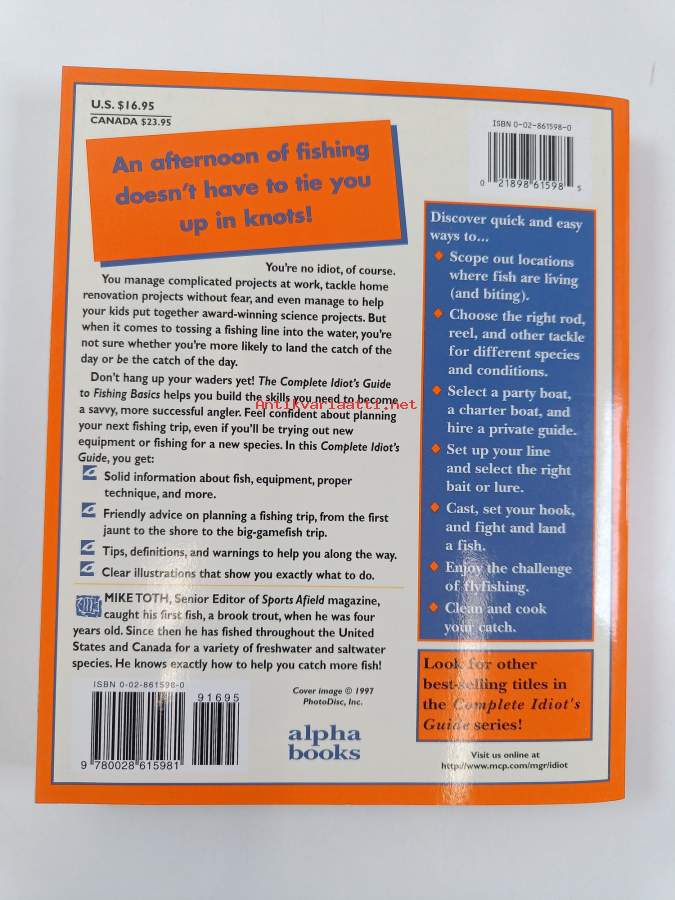 U.S. $16.95
CANADA $23.95
An afternoon of fishing
doesn't have to tie you
up in knots!
You're no idiot, of course.
You manage complicated projects at work, tackle home
renovation projects without fear, and even manage to help
your kids put together award-winning science projects. But
when it comes to tossing a fishing line into the water, you're
not sure whether you're more likely to land the catch of the
day or be the catch of the day.
Don't hang up your waders yet! The Complete Idiot's Guide
to Fishing Basics helps you build the skills you need to become
a savvy, more successful angler. Feel confident about planning
your next fishing trip, even if you'll be trying out new
equipment or fishing for a new species. In this Complete Idiot's
Guide, you get:
Solid information about fish, equipment, proper
technique, and more.
Friendly advice on planning a fishing trip, from the first
jaunt to the shore to the big-gamefish trip.
Tips, definitions, and warnings to help you along the way.
Clear illustrations that show you exactly what to do.
MIKE TOTH, Senior Editor of Sports Afield magazine,
caught his first fish, a brook trout, when he was four
years old. Since then he has fished throughout the United
States and Canada for a variety of freshwater and saltwater
species. He knows exactly how to help you catch more fish!
ISBN 0-02-861598-0
91695
9 780028 615981
Cover image © 1997
PhotoDisc, Inc.
alpha
books
ISBN 0-02-861598-0
0 21898 61598 5
Discover quick and easy
ways to...
Scope out locations
where fish are living
(and biting).
Choose the right rod,
reel, and other tackle
for different species
and conditions.
Select a party boat,
a charter boat, and
hire a private guide.
Set up your line
and select the right
bait or lure.
Cast, set your hook,
and fight and land
a fish.
Enjoy the challenge
of flyfishing.
Clean and cook
your catch.
Look for other
best-selling titles in
the Complete Idiot's
Guide series!
Visit us online at
http://www.mcp.com/mgr/idiot
Antikvariaatti.net